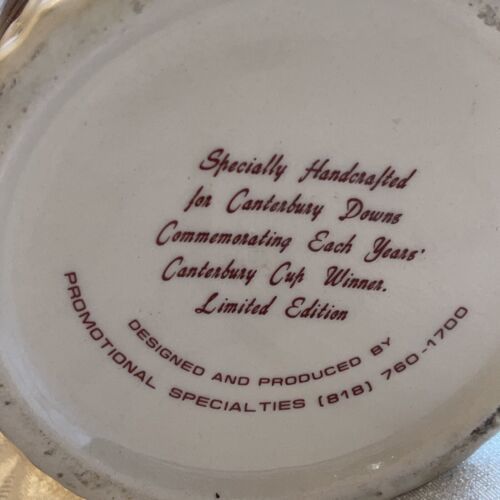 Specially Handcrafted
for Canterbury Downs
Commemorating Each Years'
Canterbury Cup Winner.
Limited Edition
DESIGNED AND PRODUCED BY
PROMOTIONAL SPECIALTIES (818) 760-1700